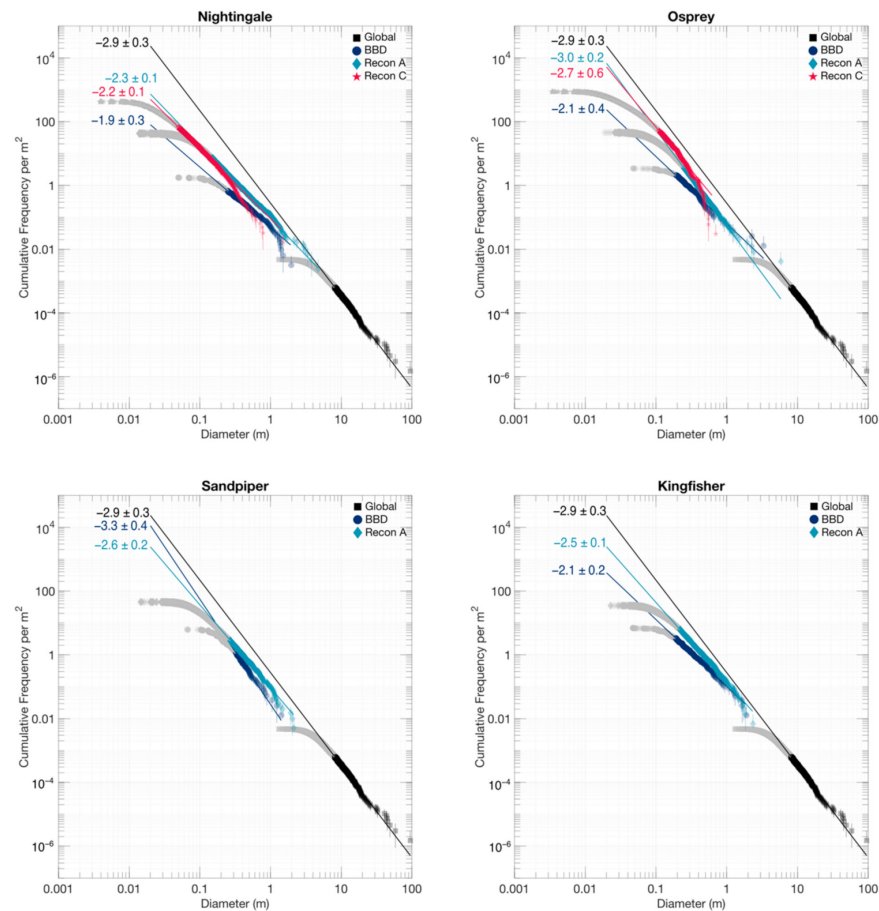 Nightingale
Cumulative Frequency per m²
10⁴
100
1
0.01
10⁻⁴
10⁻⁶
−2.9 ± 0.3
−2.3 ± 0.1
−2.2 ± 0.1
−1.9 ± 0.3
Global
BBD
Recon A
Recon C
0.001 0.01 0.1 1 10 100
Diameter (m)
Osprey
Cumulative Frequency per m²
10⁴
100
1
0.01
10⁻⁴
10⁻⁶
−2.9 ± 0.3
−3.0 ± 0.2
−2.7 ± 0.6
−2.1 ± 0.4
Global
BBD
Recon A
Recon C
0.001 0.01 0.1 1 10 100
Diameter (m)
Sandpiper
Cumulative Frequency per m²
10⁴
100
1
0.01
10⁻⁴
10⁻⁶
−2.9 ± 0.3
−3.3 ± 0.4
−2.6 ± 0.2
Global
BBD
Recon A
0.001 0.01 0.1 1 10 100
Diameter (m)
Kingfisher
Cumulative Frequency per m²
10⁴
100
1
0.01
10⁻⁴
10⁻⁶
−2.9 ± 0.3
−2.5 ± 0.1
−2.1 ± 0.2
Global
BBD
Recon A
0.001 0.01 0.1 1 10 100
Diameter (m)